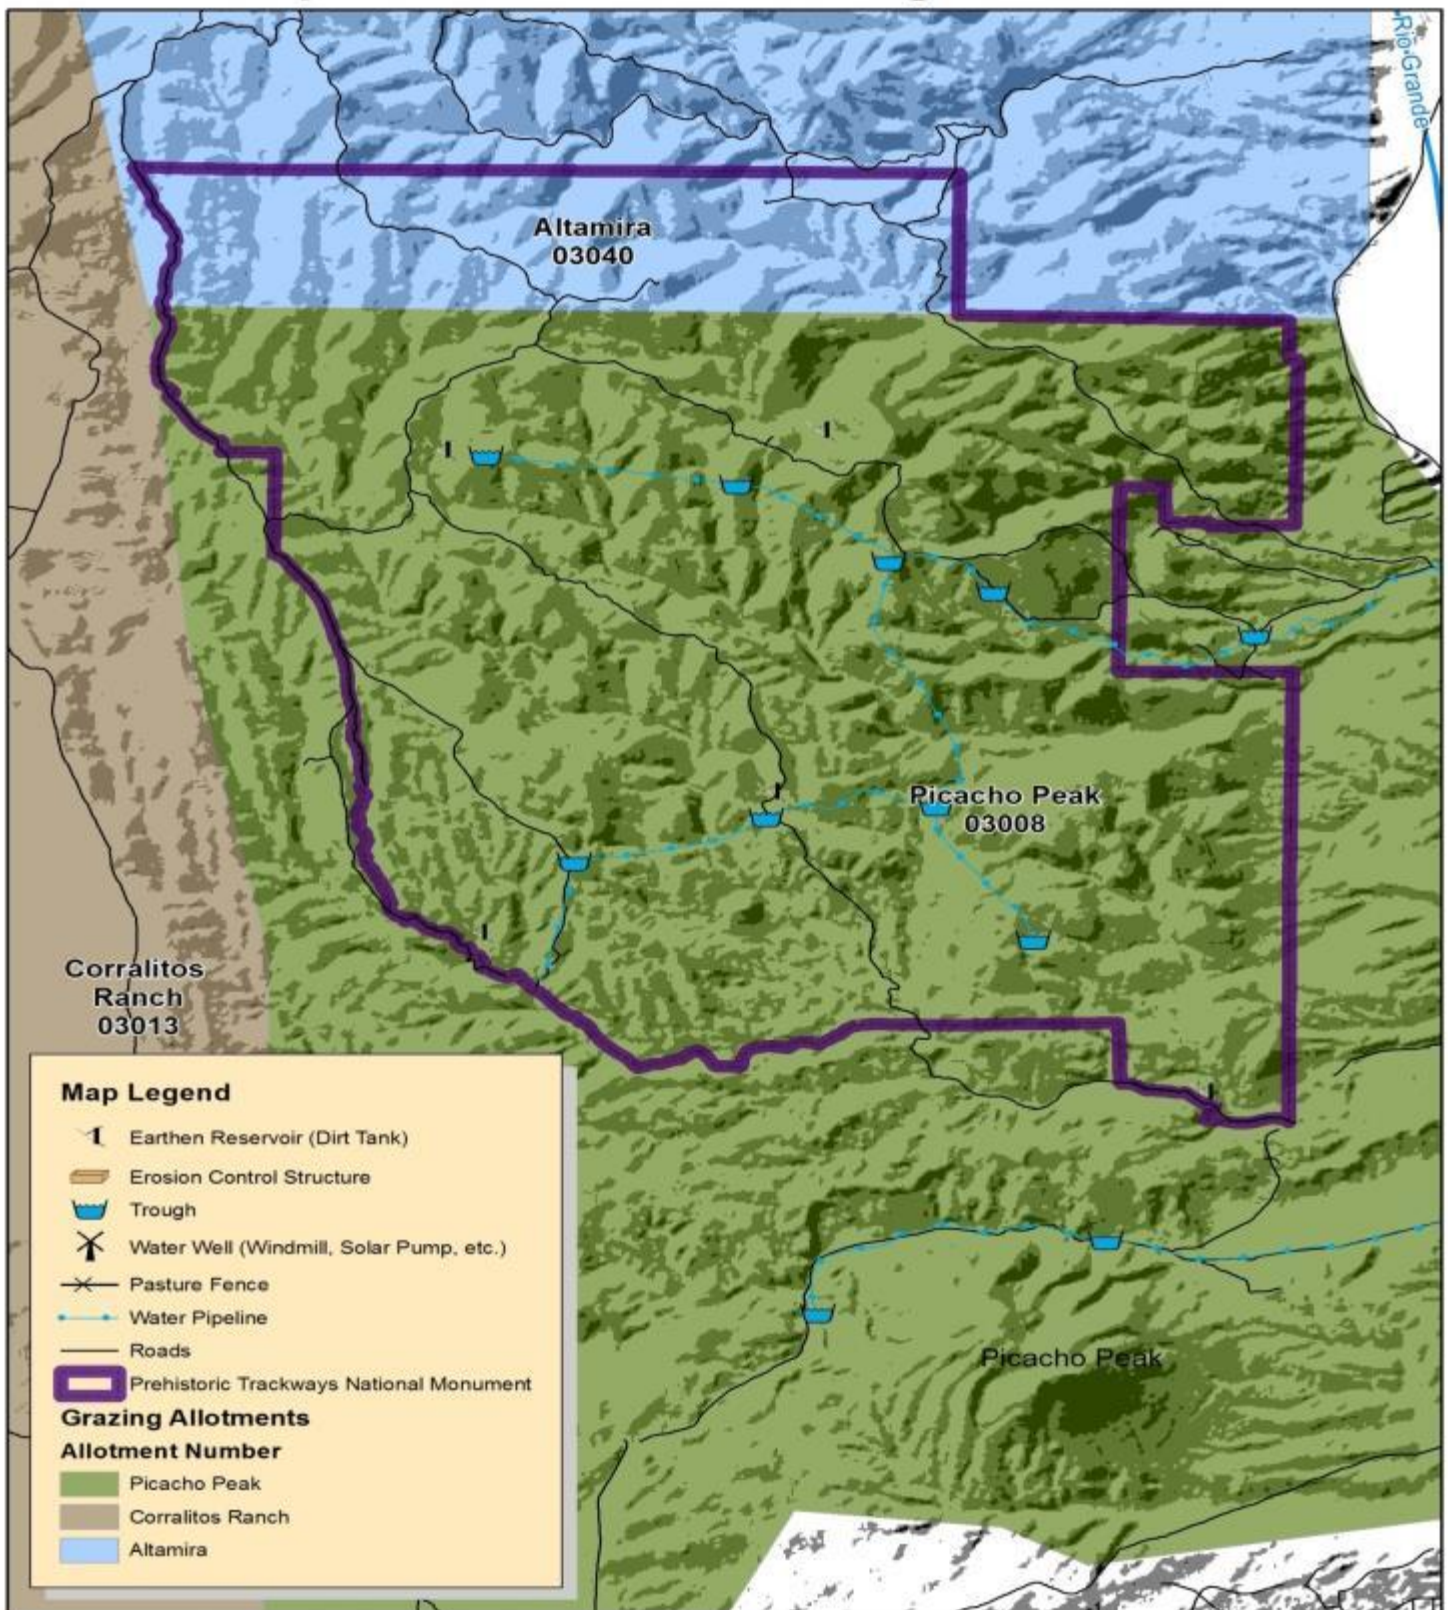 Rio Grande
Altamira
03040
Picacho Peak
03008
Corralitos
Ranch
03013
Picacho Peak
Map Legend
Earthen Reservoir (Dirt Tank)
Erosion Control Structure
Trough
Water Well (Windmill, Solar Pump, etc.)
Pasture Fence
Water Pipeline
Roads
Prehistoric Trackways National Monument
Grazing Allotments
Allotment Number
Picacho Peak
Corralitos Ranch
Altamira